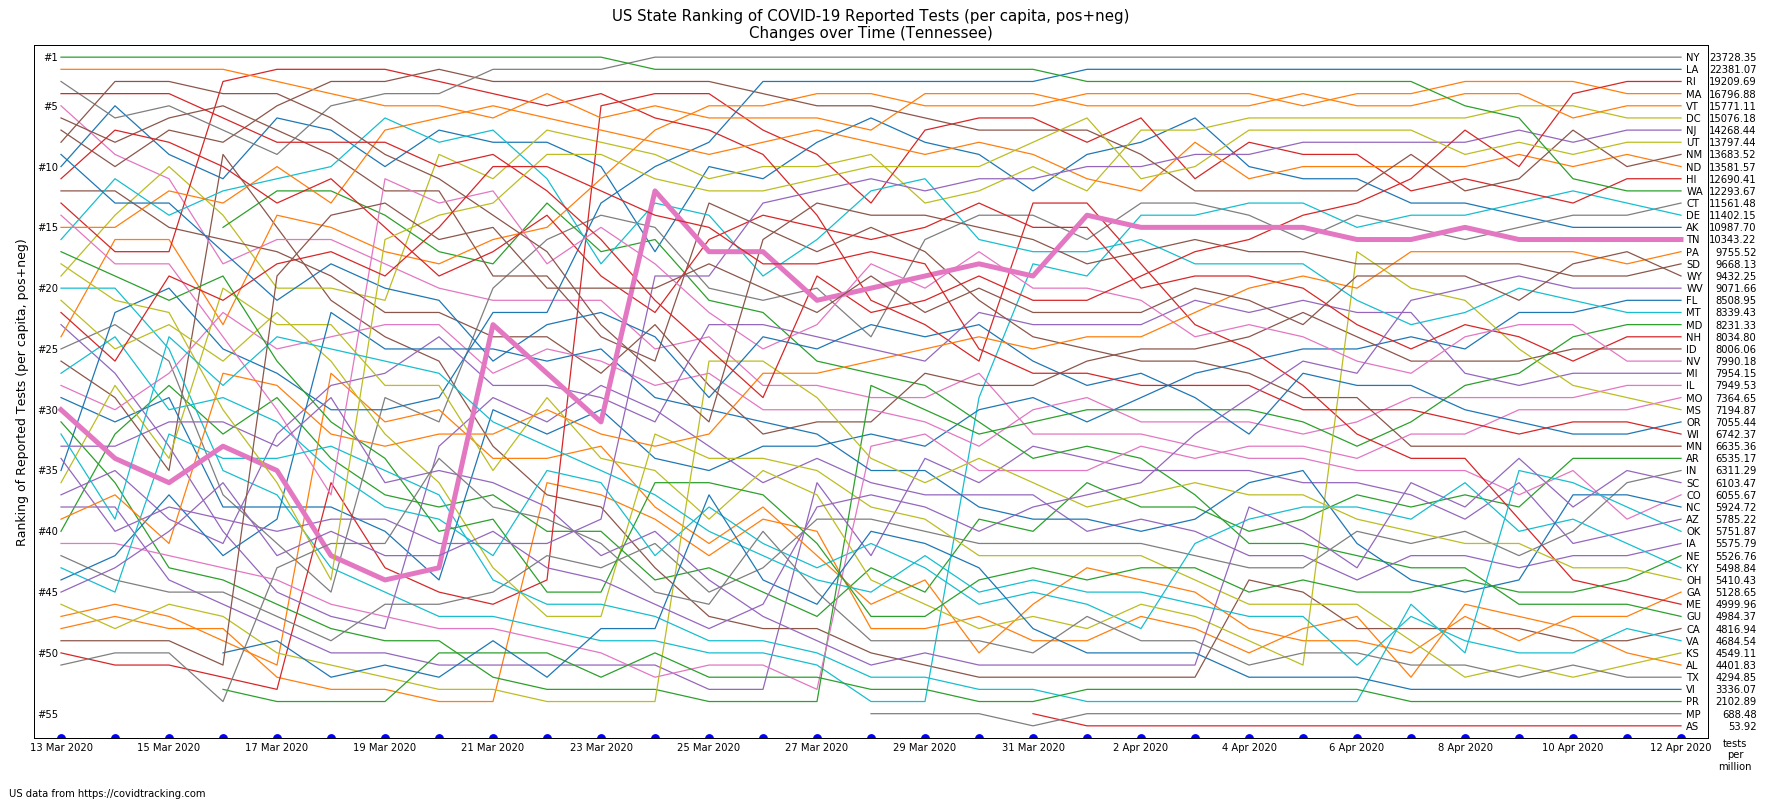 US State Ranking of COVID-19 Reported Tests (per capita, pos+neg)
Changes over Time (Tennessee)
Ranking of Reported Tests (per capita, pos+neg)
#1
#5
#10
#15
#20
#25
#30
#35
#40
#45
#50
#55
NY 23728.35
LA 22381.07
RI 19209.69
MA 16796.88
VT 15771.11
DC 15076.18
NJ 14268.44
UT 13797.44
NM 13683.52
ND 13581.57
HI 12690.41
WA 12293.67
CT 11561.48
DE 11402.15
AK 10987.70
TN 10343.22
PA 9755.52
SD 9668.13
WY 9432.25
WV 9071.66
FL 8508.95
MT 8339.43
MD 8231.33
NH 8034.80
ID 8006.06
NV 7990.18
MI 7954.15
IL 7949.53
MO 7364.65
MS 7194.87
OR 7055.44
WI 6742.37
MN 6635.36
AR 6535.17
IN 6311.29
SC 6103.47
CO 6055.67
NC 5924.72
AZ 5785.22
OK 5751.87
IA 5575.79
NE 5526.76
KY 5498.84
OH 5410.43
GA 5128.65
ME 4999.96
GU 4984.37
CA 4816.94
VA 4684.54
KS 4549.11
AL 4401.83
TX 4294.85
VI 3336.07
PR 2102.89
MP 688.48
AS 53.92
13 Mar 2020 15 Mar 2020 17 Mar 2020 19 Mar 2020 21 Mar 2020 23 Mar 2020 25 Mar 2020 27 Mar 2020 29 Mar 2020 31 Mar 2020 2 Apr 2020 4 Apr 2020 6 Apr 2020 8 Apr 2020 10 Apr 2020 12 Apr 2020
tests
per
million
US data from https://covidtracking.com